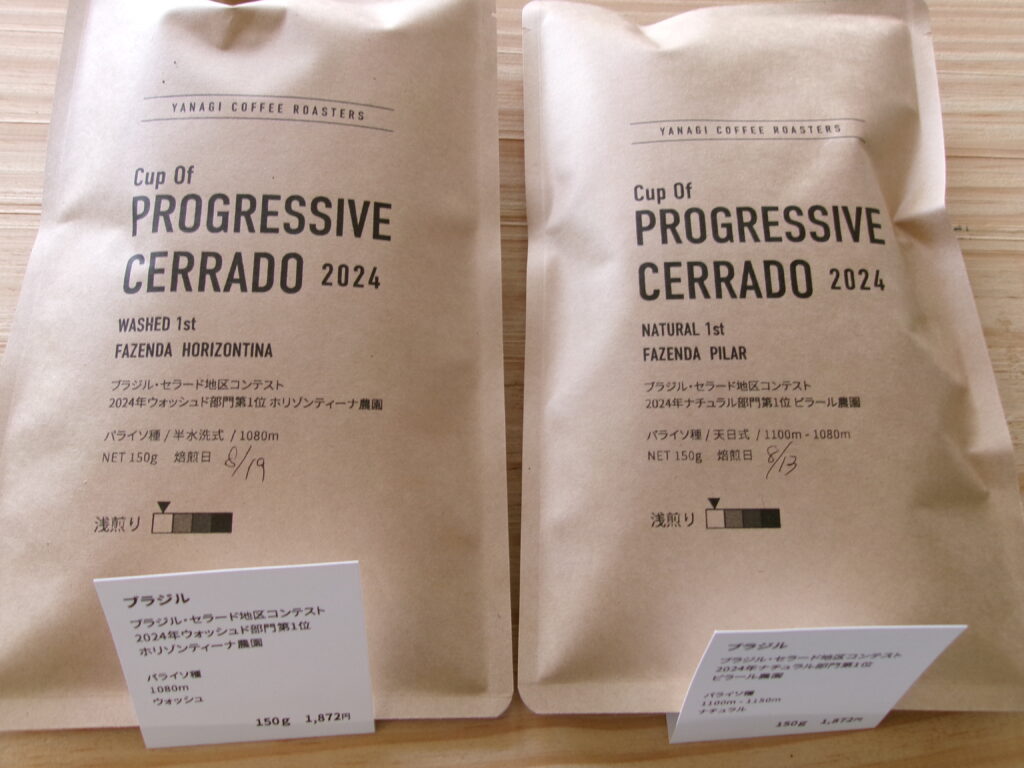 YANAGI COFFEE ROASTERS
Cup Of
PROGRESSIVE
CERRADO 2024
WASHED 1st
FAZENDA HORIZONTINA
ブラジル・セラード地区コンテスト
2024年ウォッシュド部門第1位 ホリゾンティーナ農園
パライソ種 / 半水洗式 / 1080m
NET 150g 焙煎日 8/19
浅煎り
ブラジル
ブラジル・セラード地区コンテスト
2024年ウォッシュド部門第1位
ホリゾンティーナ農園
パライソ種
1080m
ウォッシュ
150g 1,872円
YANAGI COFFEE ROASTERS
Cup Of
PROGRESSIVE
CERRADO 2024
NATURAL 1st
FAZENDA PILAR
ブラジル・セラード地区コンテスト
2024年ナチュラル部門第1位 ピラール農園
パライソ種 / 天日式 / 1100m - 1080m
NET 150g 焙煎日 8/13
浅煎り
ブラジル
ブラジル・セラード地区コンテスト
2024年ナチュラル部門第1位
ピラール農園
パライソ種
1100m - 1150m
ナチュラル
150g 1,872円